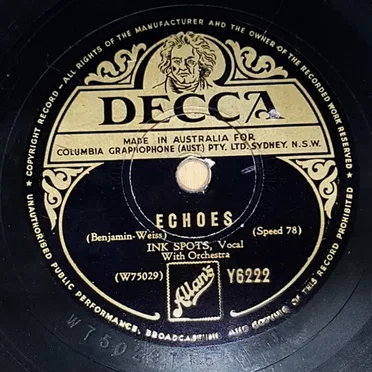 COPYRIGHT RECORD — ALL RIGHTS OF THE MANUFACTURER AND THE OWNER OF THE RECORDED WORK RESERVED
DECCA
MADE IN AUSTRALIA FOR
COLUMBIA GRAPHOPHONE (AUST.) PTY. LTD. SYDNEY, N.S.W.
ECHOES
(Benjamin-Weiss) (Speed 78)
INK SPOTS, Vocal
With Orchestra
(W75029) Allan's Y6222
UNAUTHORISED PUBLIC PERFORMANCE, BROADCASTING AND COPYING OF THIS RECORD PROHIBITED